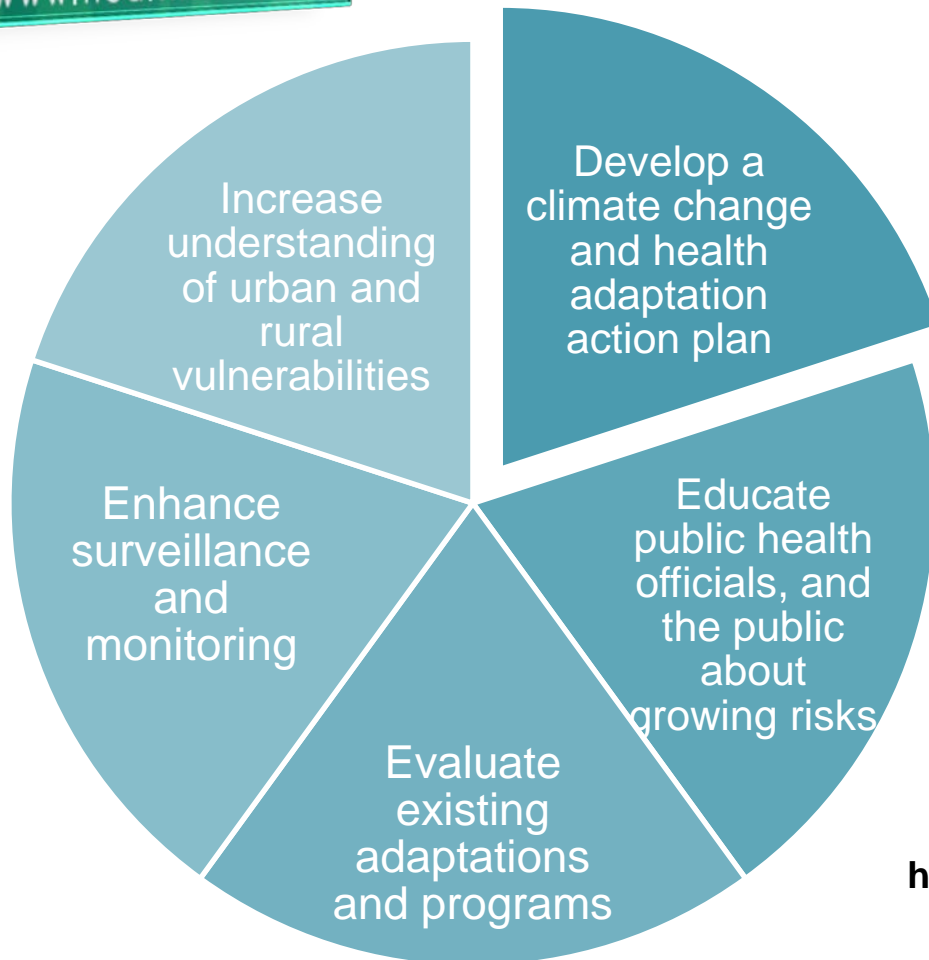 Increase
understanding
of urban and
rural
vulnerabilities
Develop a
climate change
and health
adaptation
action plan
Educate
public health
officials, and
the public
about
growing risks
Evaluate
existing
adaptations
and programs
Enhance
surveillance
and
monitoring
h